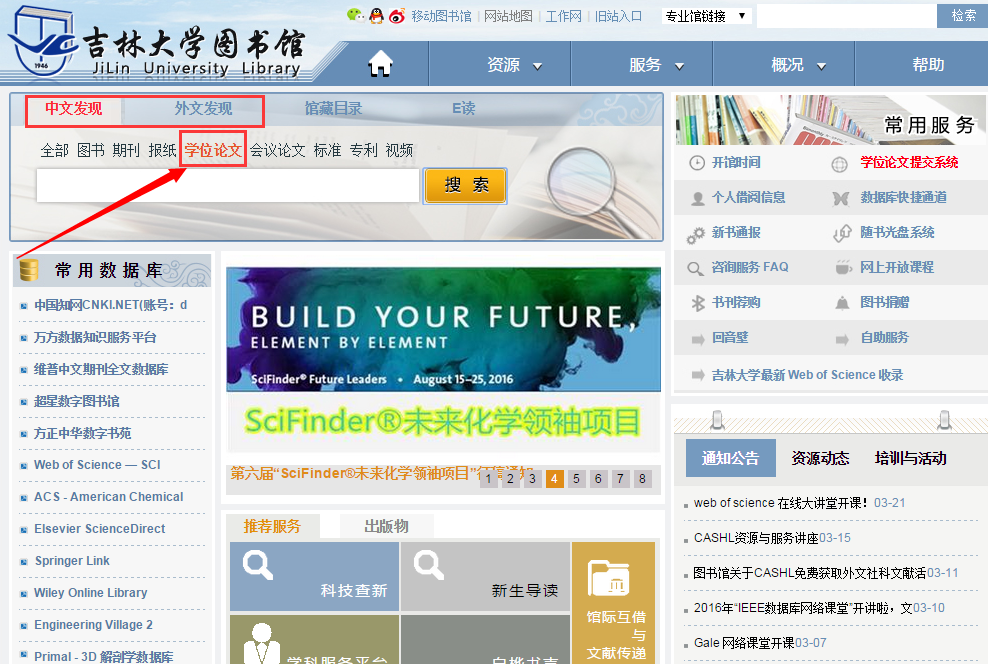 移动图书馆 | 网站地图 | 工作网 | 旧站入口 专业馆链接 检索
吉林大学图书馆
JiLin University Library
1946
资源 服务 概况 帮助
中文发现 外文发现 馆藏目录 E读
全部 图书 期刊 报纸 学位论文 会议论文 标准 专利 视频
搜 索
常用数据库
中国知网CNKI.NET(账号：d
万方数据知识服务平台
维普中文期刊全文数据库
超星数字图书馆
方正中华数字书苑
Web of Science — SCI
ACS - American Chemical
Elsevier ScienceDirect
Springer Link
Wiley Online Library
Engineering Village 2
Primal - 3D 解剖学数据库
BUILD YOUR FUTURE,
ELEMENT BY ELEMENT
SciFinder® Future Leaders • August 15–25, 2016
SciFinder®未来化学领袖项目
第六届“SciFinder®未来化学领袖项目”征稿通知
1 2 3 4 5 6 7 8
推荐服务 出版物
科技查新
新生导读
馆际互借
与
文献传递
学科服务平台
白桦书声
常用服务
开馆时间 学位论文提交系统
个人借阅信息 数据库快捷通道
新书通报 随书光盘系统
咨询服务 FAQ 网上开放课程
书刊荐购 图书捐赠
回音壁 自助服务
吉林大学最新 Web of Science 收录
通知公告 资源动态 培训与活动
web of science 在线大讲堂开课！03-21
CASHL资源与服务讲座03-15
图书馆关于CASHL免费获取外文社科文献活03-11
2016年“IEEE数据库网络课堂”开讲啦，文03-10
Gale 网络课堂开课03-07